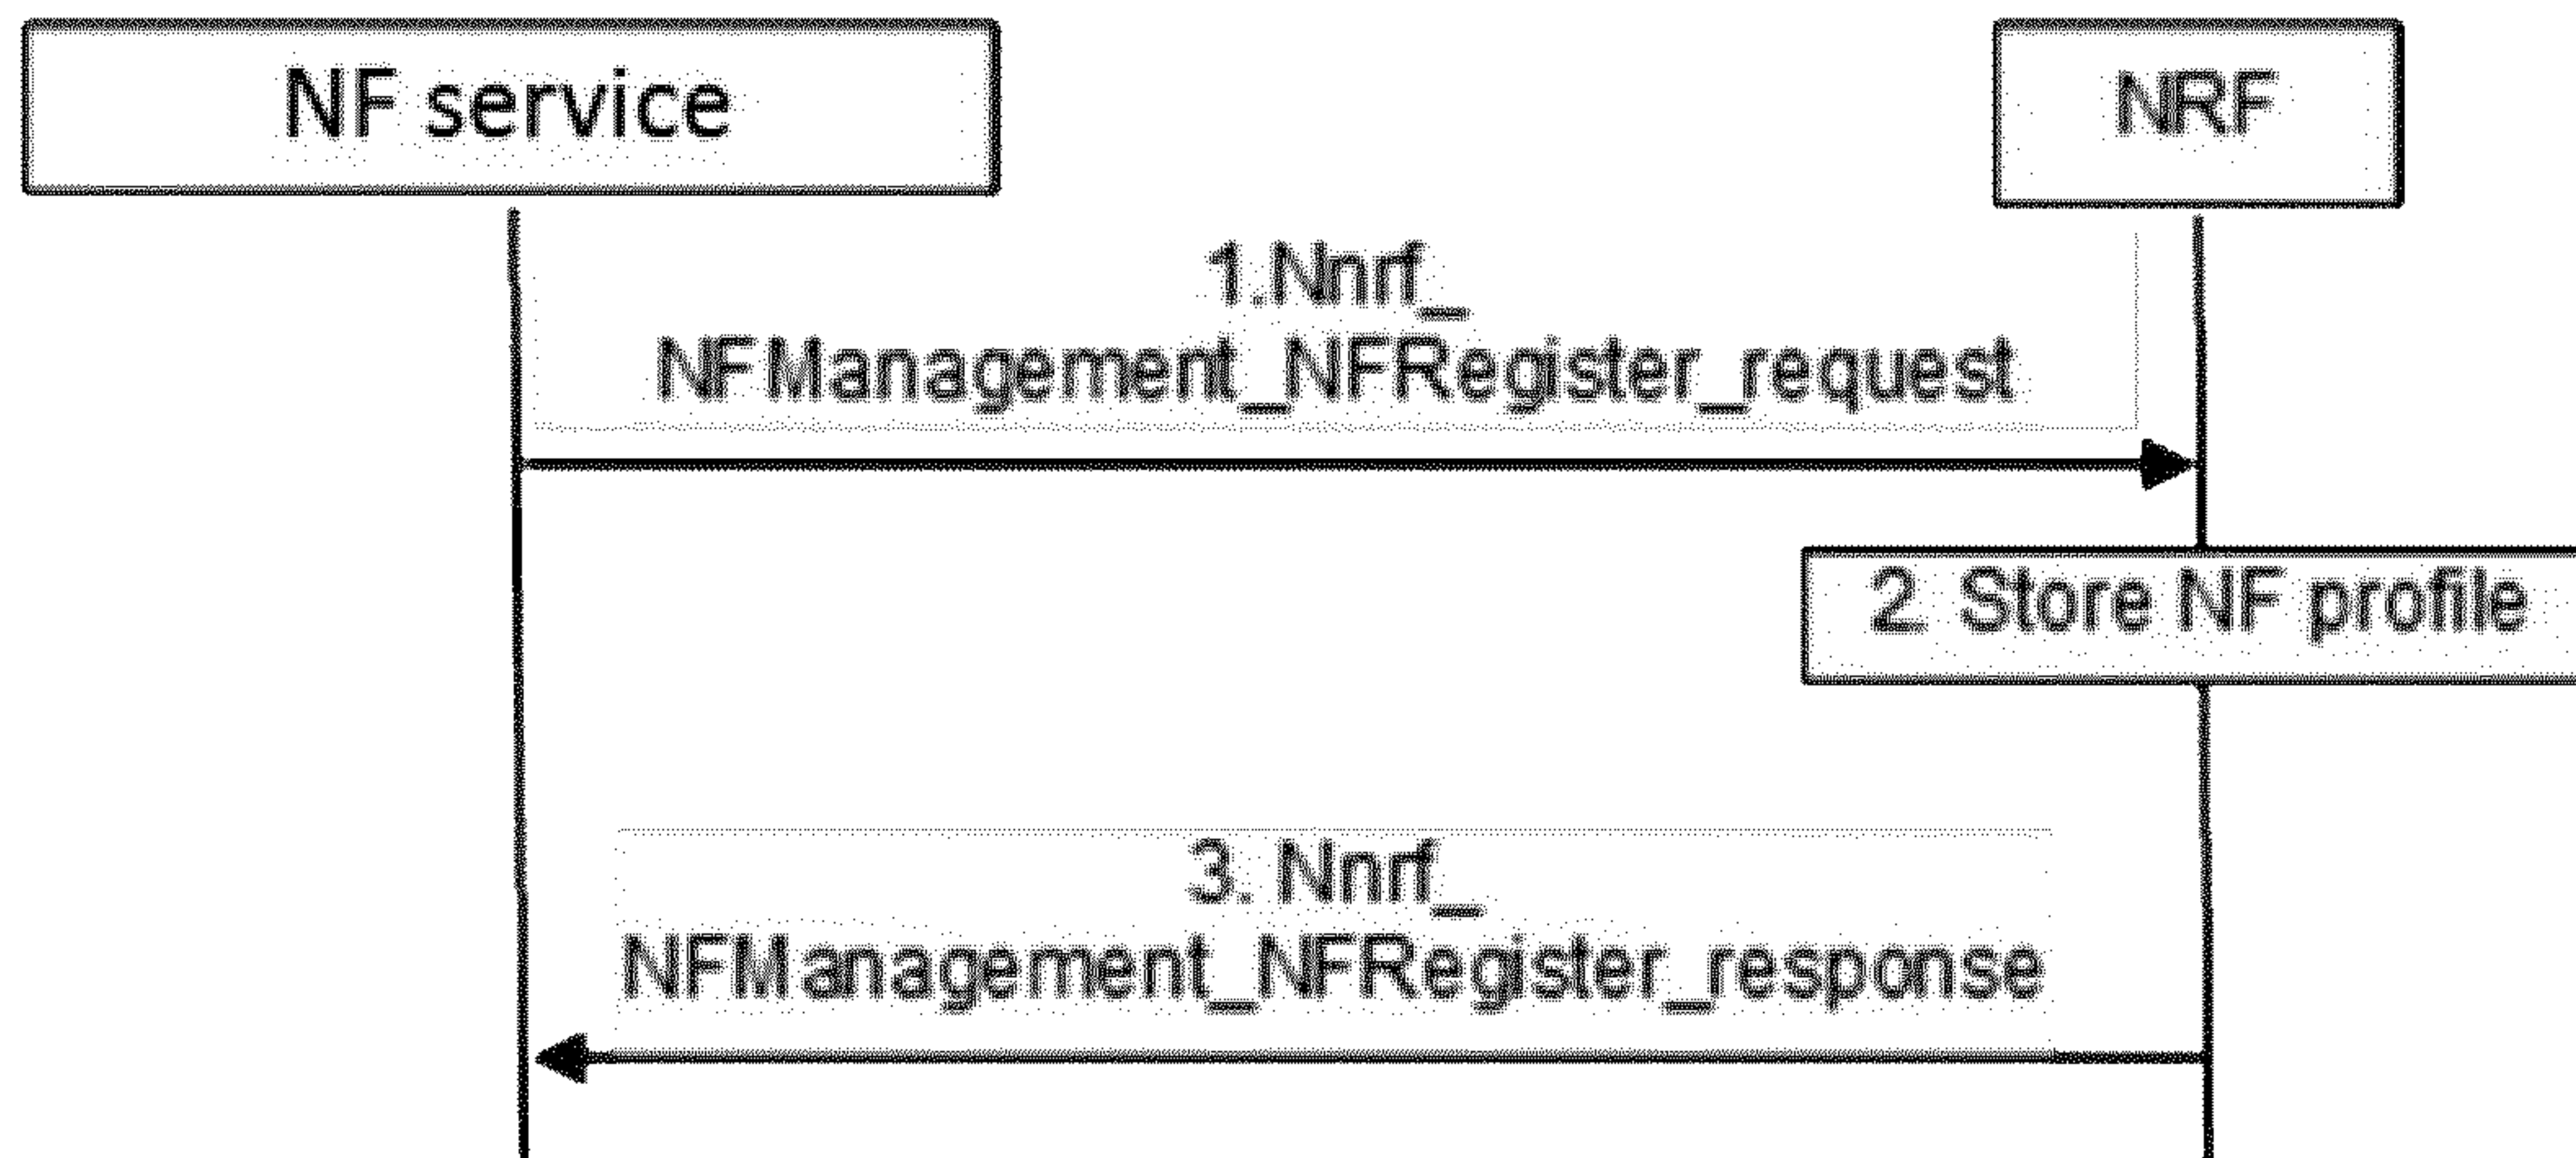 NF service
NRF
1.Nnrf_
NFManagement_NFRegister_request
2. Store NF profile
3. Nnrf_
NFManagement_NFRegister_response